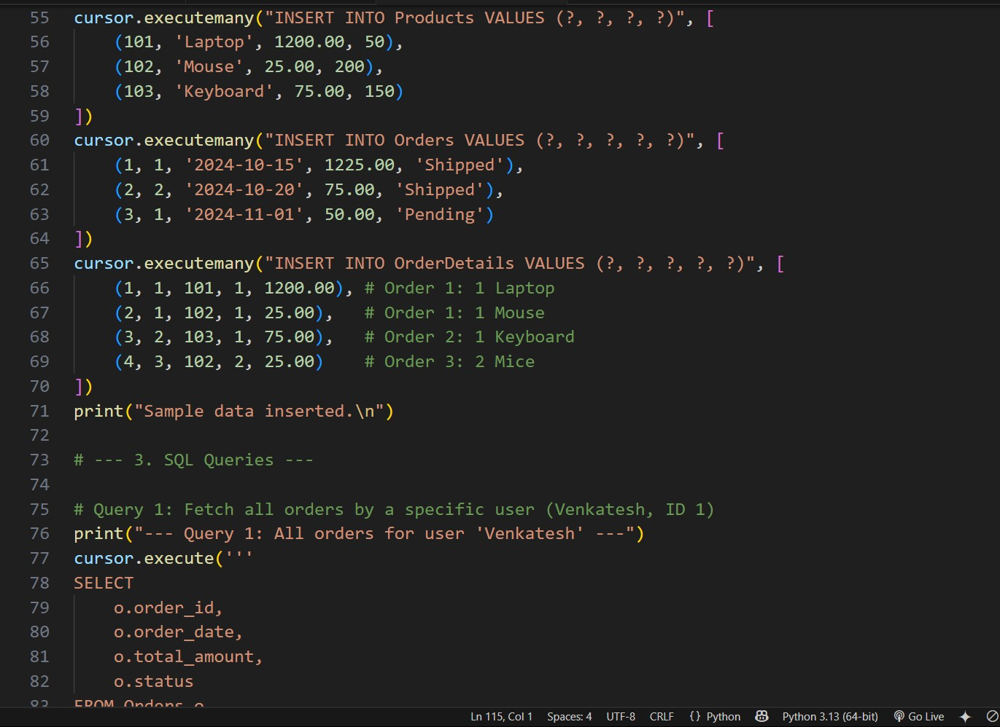 55 cursor.executemany("INSERT INTO Products VALUES (?, ?, ?, ?)", [
56     (101, 'Laptop', 1200.00, 50),
57     (102, 'Mouse', 25.00, 200),
58     (103, 'Keyboard', 75.00, 150)
59 ])
60 cursor.executemany("INSERT INTO Orders VALUES (?, ?, ?, ?, ?)", [
61     (1, 1, '2024-10-15', 1225.00, 'Shipped'),
62     (2, 2, '2024-10-20', 75.00, 'Shipped'),
63     (3, 1, '2024-11-01', 50.00, 'Pending')
64 ])
65 cursor.executemany("INSERT INTO OrderDetails VALUES (?, ?, ?, ?, ?)", [
66     (1, 1, 101, 1, 1200.00), # Order 1: 1 Laptop
67     (2, 1, 102, 1, 25.00),   # Order 1: 1 Mouse
68     (3, 2, 103, 1, 75.00),   # Order 2: 1 Keyboard
69     (4, 3, 102, 2, 25.00)    # Order 3: 2 Mice
70 ])
71 print("Sample data inserted.\n")
72
73 # --- 3. SQL Queries ---
74
75 # Query 1: Fetch all orders by a specific user (Venkatesh, ID 1)
76 print("--- Query 1: All orders for user 'Venkatesh' ---")
77 cursor.execute('''
78 SELECT
79     o.order_id,
80     o.order_date,
81     o.total_amount,
82     o.status
83 FROM Orders o
Ln 115, Col 1 Spaces: 4 UTF-8 CRLF {} Python Python 3.13 (64-bit) Go Live